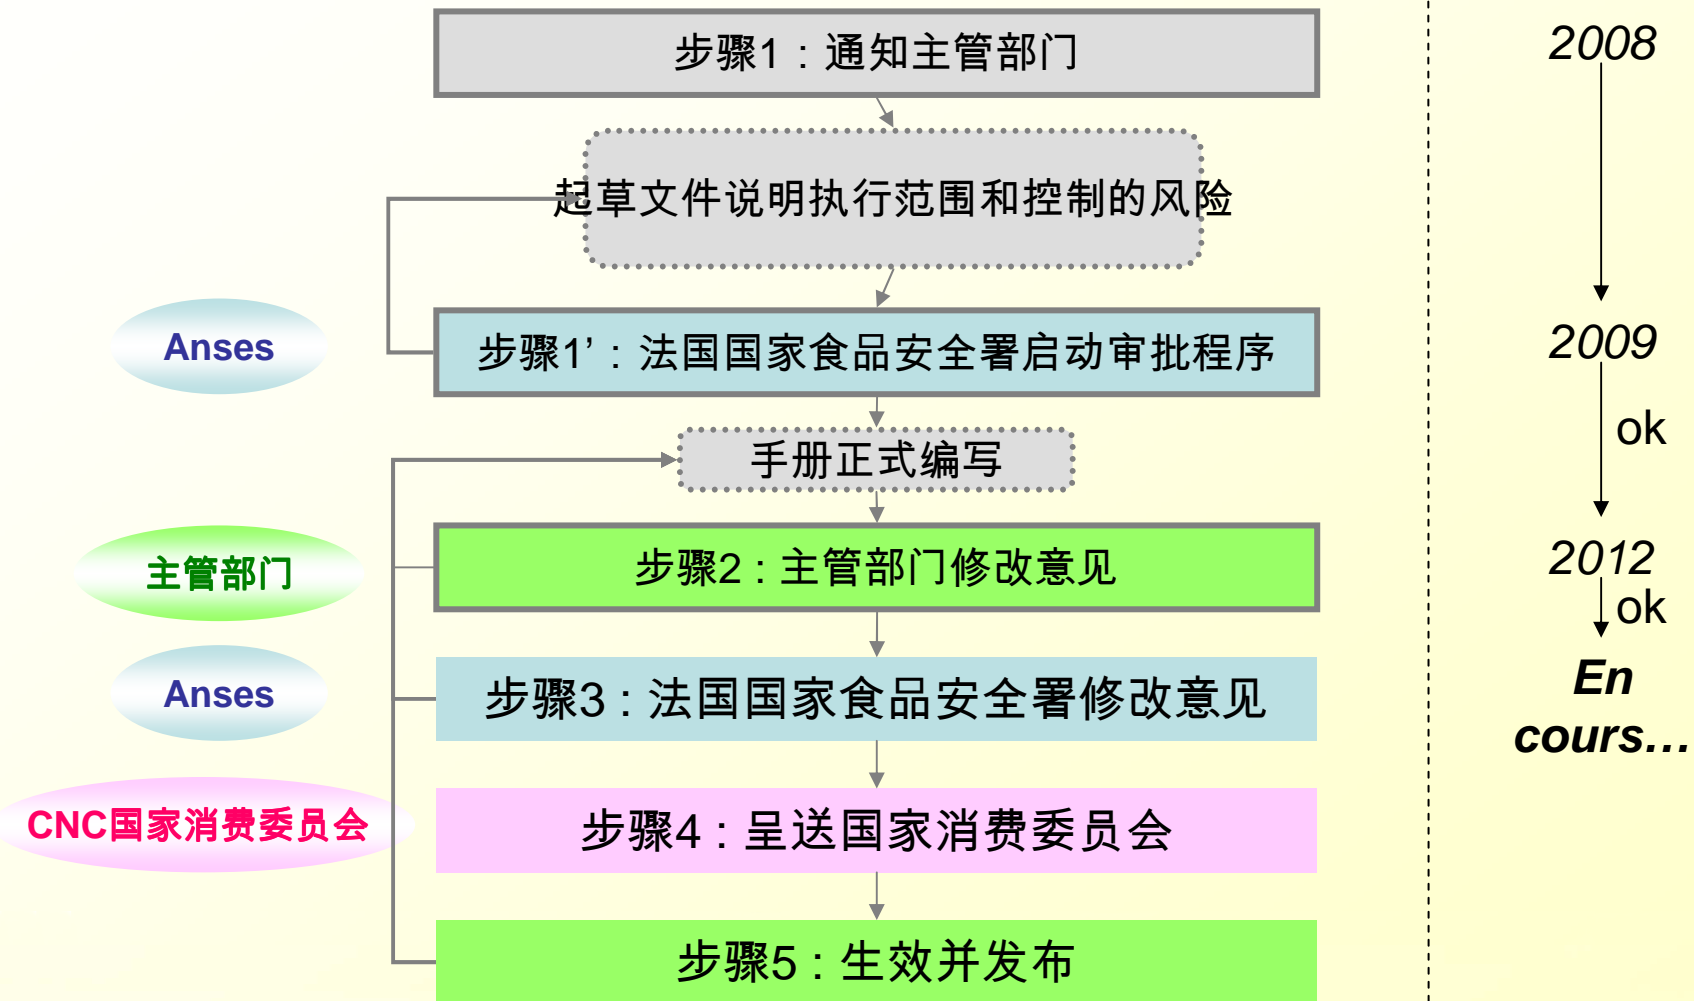 步骤1：通知主管部门
2008
起草文件说明执行范围和控制的风险
Anses
步骤1’：法国国家食品安全署启动审批程序
2009
ok
手册正式编写
主管部门
步骤2 : 主管部门修改意见
2012
ok
Anses
步骤3 : 法国国家食品安全署修改意见
En
cours…
CNC国家消费委员会
步骤4 : 呈送国家消费委员会
步骤5 : 生效并发布